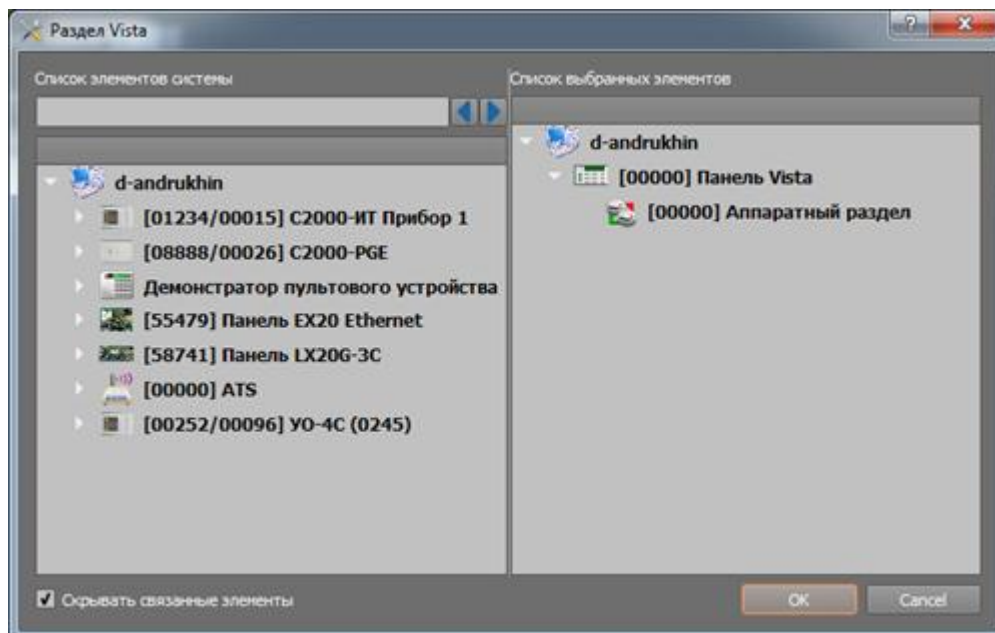 Раздел Vista
Список элементов системы
d-andrukhin
[01234/00015] С2000-ИТ Прибор 1
[08888/00026] С2000-PGE
Демонстратор пультового устройства
[55479] Панель EX20 Ethernet
[58741] Панель LX20G-3C
[00000] ATS
[00252/00096] УО-4С (0245)
Скрывать связанные элементы
Список выбранных элементов
d-andrukhin
[00000] Панель Vista
[00000] Аппаратный раздел
OK
Cancel